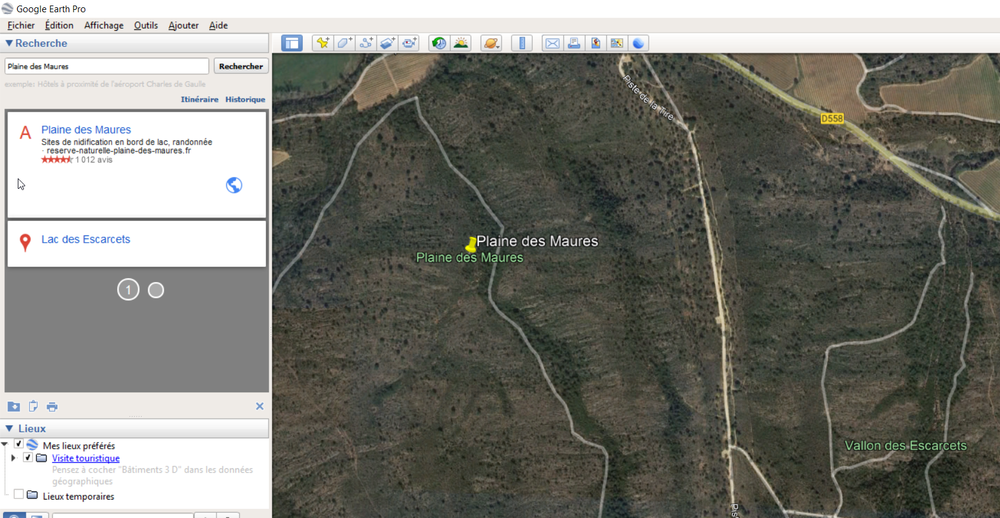 Google Earth Pro
Fichier Édition Affichage Outils Ajouter Aide
Recherche
Plaine des Maures
Rechercher
exemple: Hôtels à proximité de l'aéroport Charles de Gaulle
Itinéraire Historique
A
Plaine des Maures
Sites de nidification en bord de lac, randonnée
· reserve-naturelle-plaine-des-maures.fr
1 012 avis
Lac des Escarcets
1
Lieux
Mes lieux préférés
Visite touristique
Pensez à cocher "Bâtiments 3 D" dans les données
géographiques
Lieux temporaires
Piste de la Tire
D558
Plaine des Maures
Plaine des Maures
Vallon des Escarcets